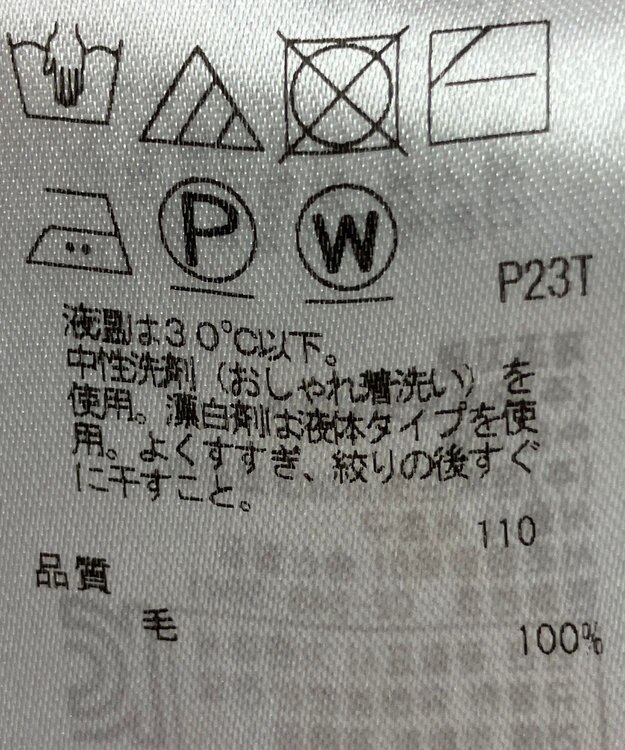 P
W
P23T
液温は30℃以下。
中性洗剤（おしゃれ着洗い）を
使用。漂白剤は液体タイプを使
用。よくすすぎ、絞りの後すぐ
に干すこと。
110
品質
毛 100%